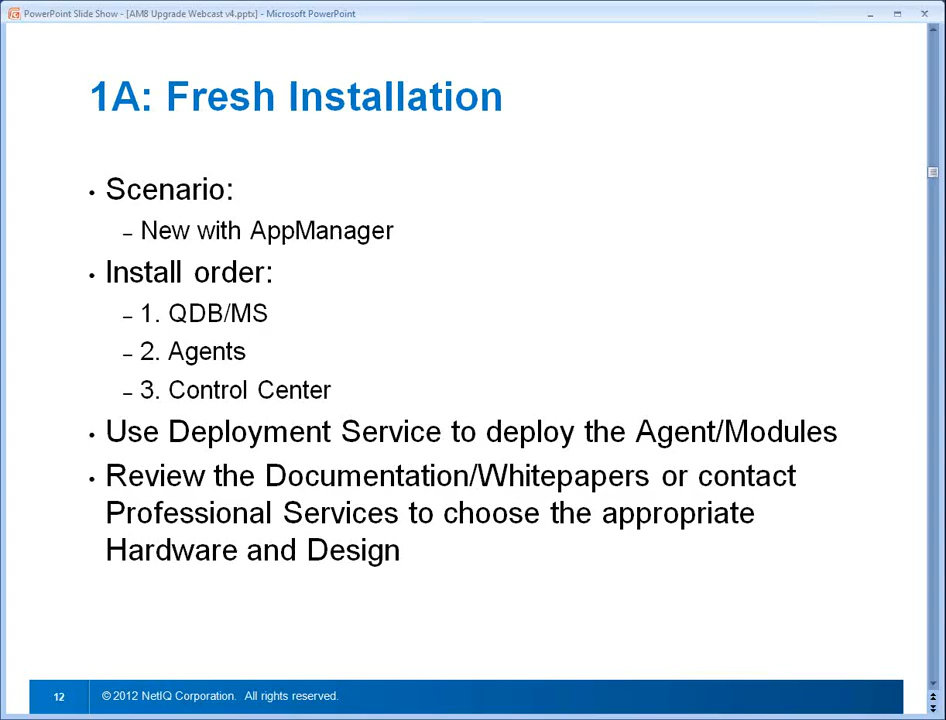 PowerPoint Slide Show - [AM8 Upgrade Webcast v4.pptx] - Microsoft PowerPoint
1A: Fresh Installation
• Scenario:
– New with AppManager
• Install order:
– 1. QDB/MS
– 2. Agents
– 3. Control Center
• Use Deployment Service to deploy the Agent/Modules
• Review the Documentation/Whitepapers or contact
Professional Services to choose the appropriate
Hardware and Design
12
© 2012 NetIQ Corporation. All rights reserved.